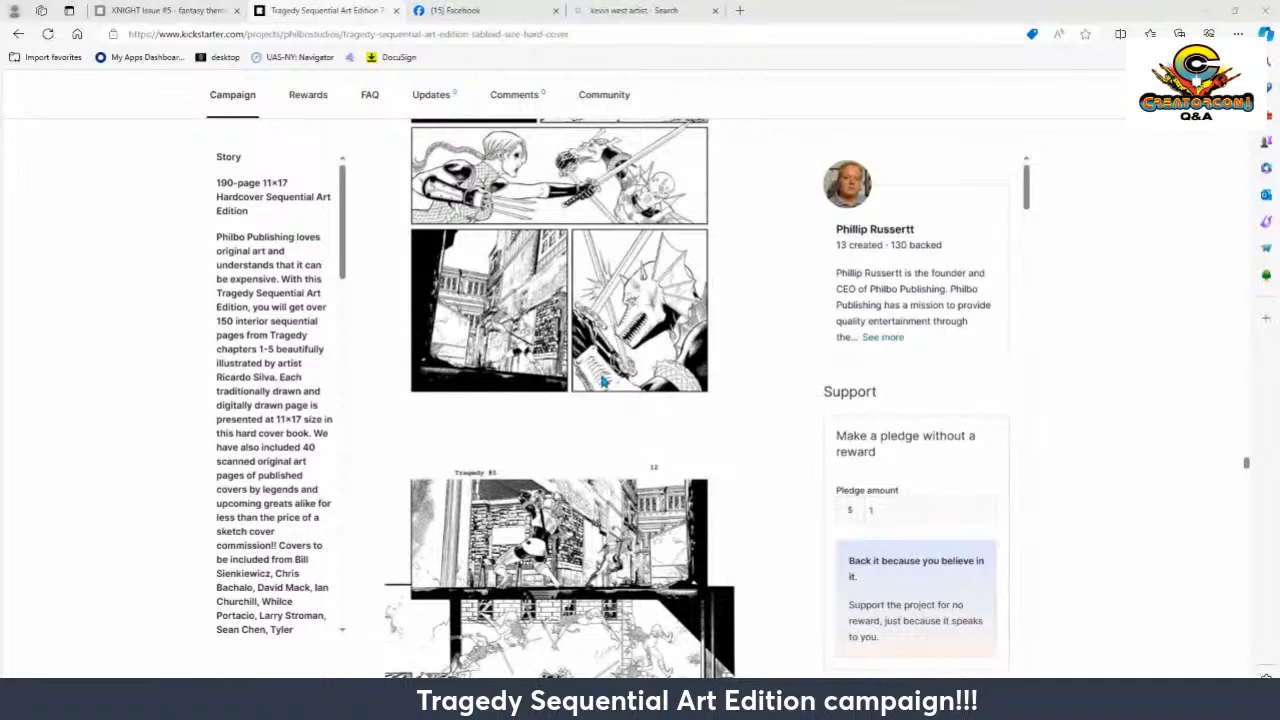 KNIGHT Issue #5 - fantasy them
Tragedy Sequential Art Edition T
(15) Facebook
kevin west artist - Search
https://www.kickstarter.com/projects/philbostudios/tragedy-sequential-art-edition-tabloid-size-hard-cover
Import favorites
My Apps Dashboar...
desktop
UAS-NY: Navigator
DocuSign
CREATORCON!
Q&A
Campaign
Rewards
FAQ
Updates 0
Comments 0
Community
Story
190-page 11×17
Hardcover Sequential Art
Edition
Philbo Publishing loves
original art and
understands that it can
be expensive. With this
Tragedy Sequential Art
Edition, you will get over
150 interior sequential
pages from Tragedy
chapters 1-5 beautifully
illustrated by artist
Ricardo Silva. Each
traditionally drawn and
digitally drawn page is
presented at 11×17 size in
this hard cover book. We
have also included 40
scanned original art
pages of published
covers by legends and
upcoming greats alike for
less than the price of a
sketch cover
commission!! Covers to
be included from Bill
Sienkiewicz, Chris
Bachalo, David Mack, Ian
Churchill, Whilce
Portacio, Larry Stroman,
Sean Chen, Tyler
Tragedy #3
12
Phillip Russertt
13 created · 130 backed
Phillip Russertt is the founder and
CEO of Philbo Publishing. Philbo
Publishing has a mission to provide
quality entertainment through
the... See more
Support
Make a pledge without a
reward
Pledge amount
$ 1
Back it because you believe in
it.
Support the project for no
reward, just because it speaks
to you.
Tragedy Sequential Art Edition campaign!!!